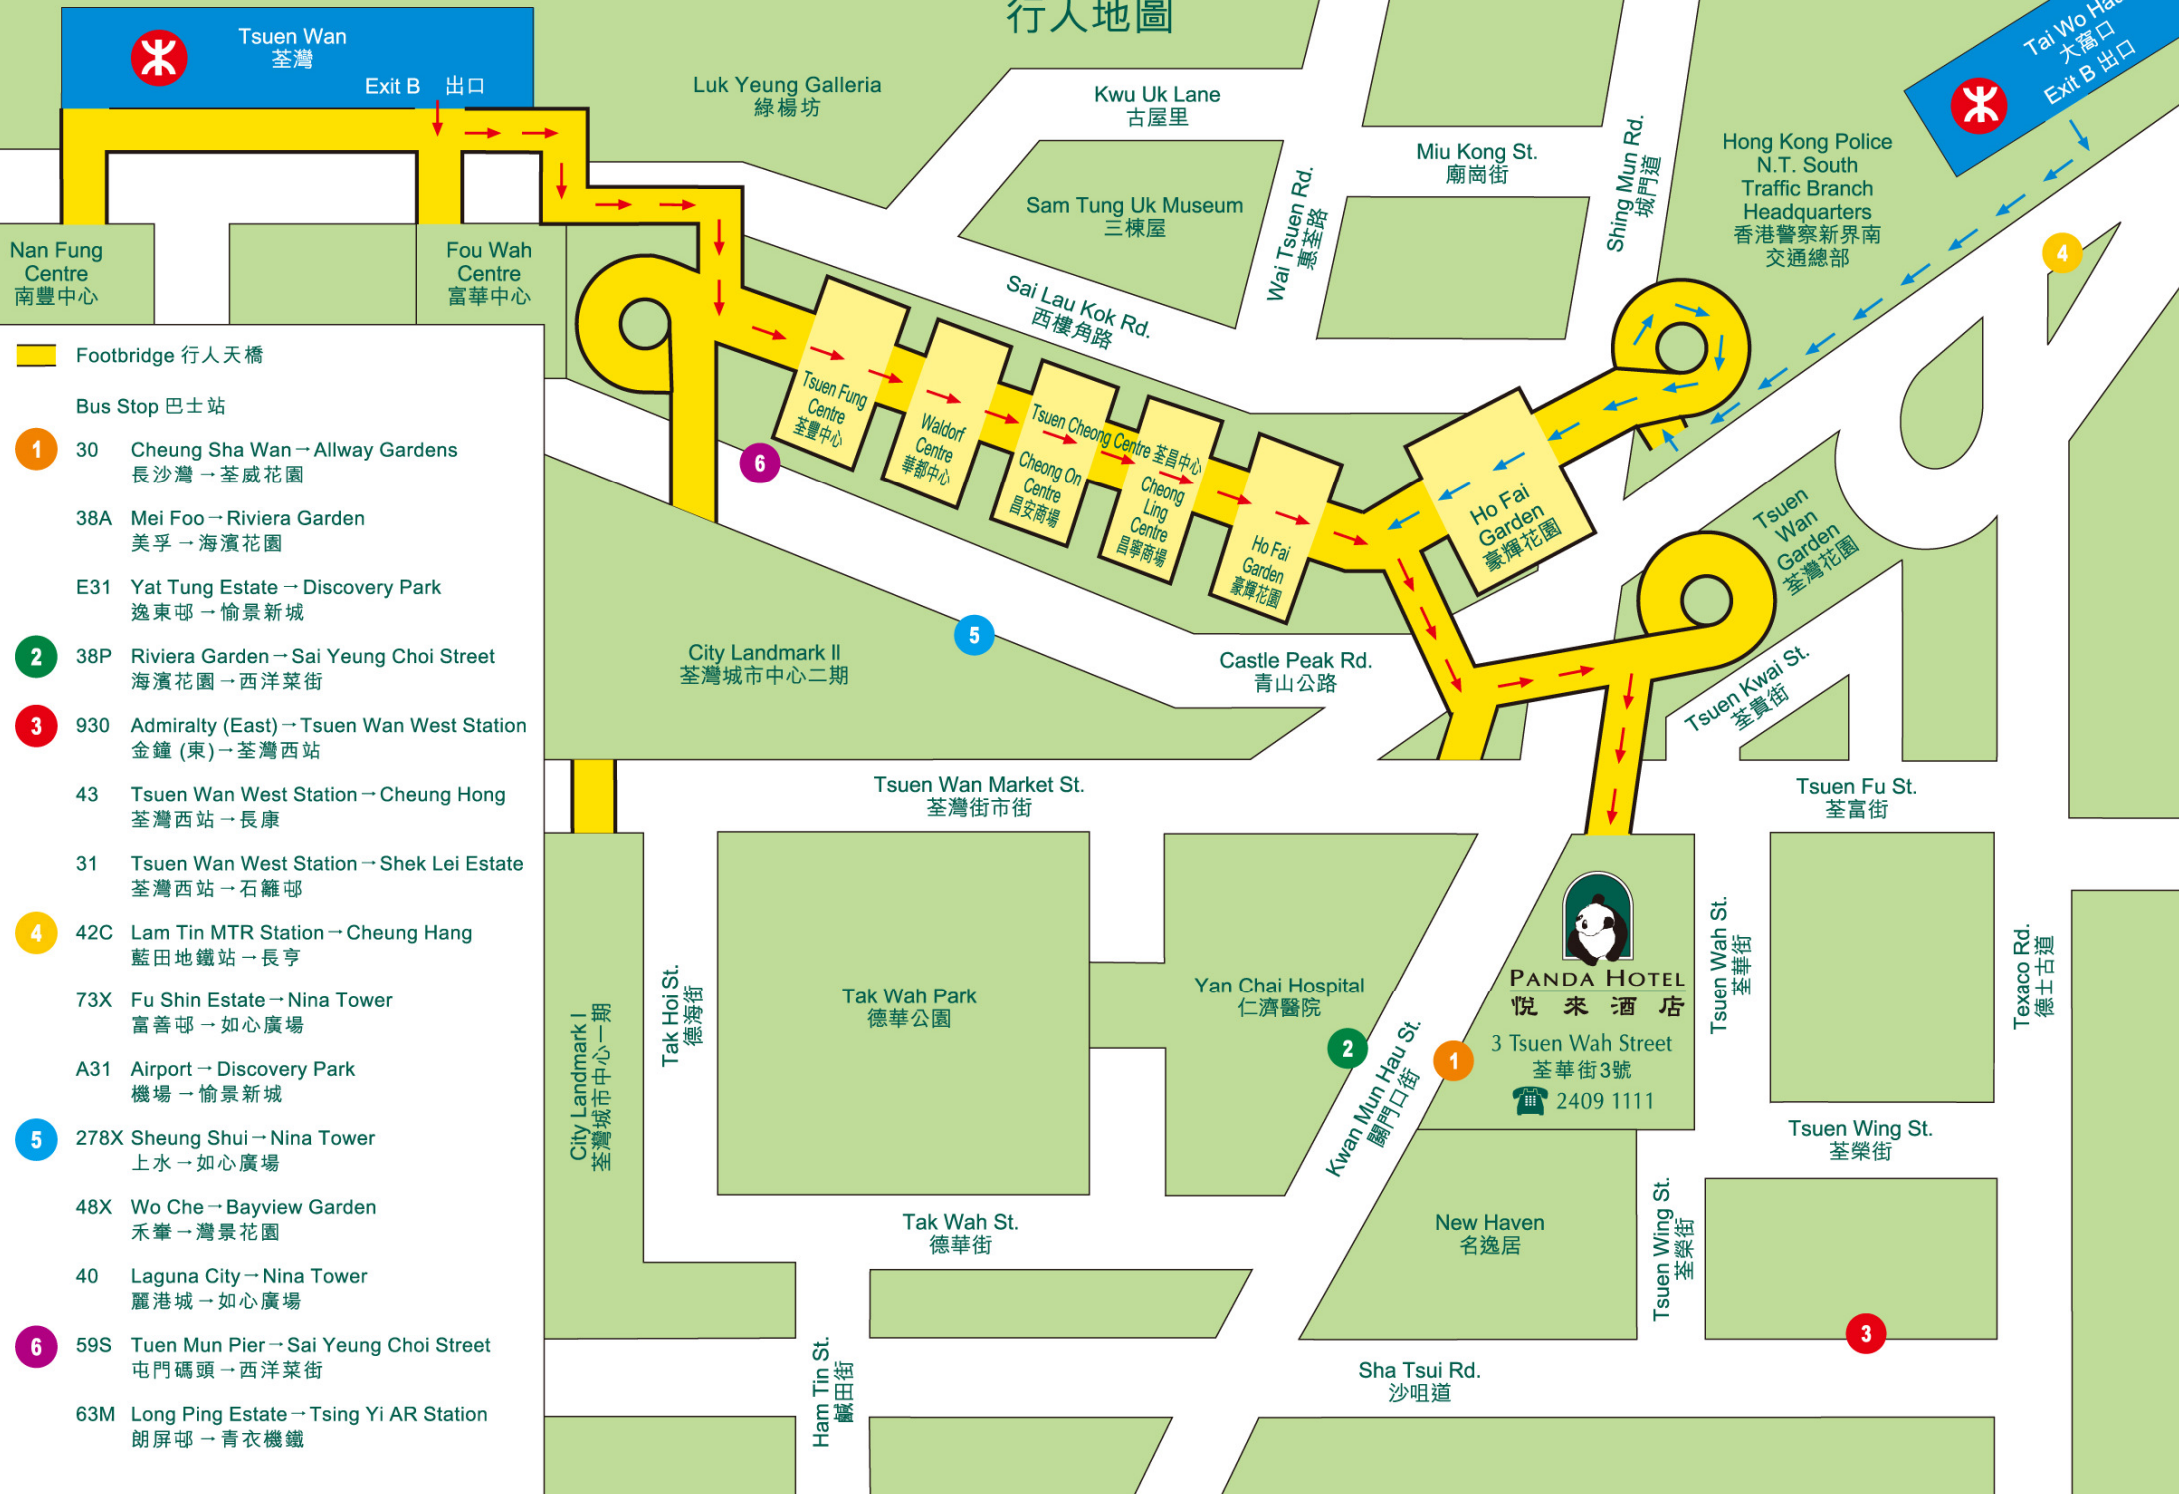 行人地圖
Tsuen Wan
荃灣
Exit B 出口
Tai Wo Hau
大窩口
Exit B 出口
Luk Yeung Galleria
綠楊坊
Kwu Uk Lane
古屋里
Miu Kong St.
廟崗街
Shing Mun Rd.
城門道
Hong Kong Police
N.T. South
Traffic Branch
Headquarters
香港警察新界南
交通總部
Sam Tung Uk Museum
三棟屋
Wai Tsuen Rd.
惠荃路
4
Nan Fung
Centre
南豐中心
Fou Wah
Centre
富華中心
Sai Lau Kok Rd.
西樓角路
Tsuen Fung
Centre
荃豐中心
Waldorf
Centre
華都中心
Tsuen Cheong Centre 荃昌中心
Cheong On
Centre
昌安商場
Cheong
Ling
Centre
昌寧商場
Ho Fai
Garden
豪輝花園
Ho Fai
Garden
豪輝花園
Tsuen
Wan
Garden
荃灣花園
6
5
City Landmark II
荃灣城市中心二期
Castle Peak Rd.
青山公路
Tsuen Kwai St.
荃貴街
Tsuen Wan Market St.
荃灣街市街
Tsuen Fu St.
荃富街
Footbridge 行人天橋
Bus Stop 巴士站
1 30 Cheung Sha Wan→Allway Gardens
長沙灣→荃威花園
38A Mei Foo→Riviera Garden
美孚→海濱花園
E31 Yat Tung Estate→Discovery Park
逸東邨→愉景新城
2 38P Riviera Garden→Sai Yeung Choi Street
海濱花園→西洋菜街
3 930 Admiralty (East)→Tsuen Wan West Station
金鐘 (東)→荃灣西站
43 Tsuen Wan West Station→Cheung Hong
荃灣西站→長康
31 Tsuen Wan West Station→Shek Lei Estate
荃灣西站→石籬邨
4 42C Lam Tin MTR Station→Cheung Hang
藍田地鐵站→長亨
73X Fu Shin Estate→Nina Tower
富善邨→如心廣場
A31 Airport→Discovery Park
機場→愉景新城
5 278X Sheung Shui→Nina Tower
上水→如心廣場
48X Wo Che→Bayview Garden
禾輋→灣景花園
40 Laguna City→Nina Tower
麗港城→如心廣場
6 59S Tuen Mun Pier→Sai Yeung Choi Street
屯門碼頭→西洋菜街
63M Long Ping Estate→Tsing Yi AR Station
朗屏邨→青衣機鐵
City Landmark I
荃灣城市中心一期
Tak Hoi St.
德海街
Tak Wah Park
德華公園
Yan Chai Hospital
仁濟醫院
2
Kwan Mun Hau St.
關門口街
1
PANDA HOTEL
悅來酒店
3 Tsuen Wah Street
荃華街3號
2409 1111
Tsuen Wah St.
荃華街
Texaco Rd.
德士古道
Tsuen Wing St.
荃榮街
Tak Wah St.
德華街
New Haven
名逸居
Tsuen Wing St.
荃榮街
3
Ham Tin St.
鹹田街
Sha Tsui Rd.
沙咀道